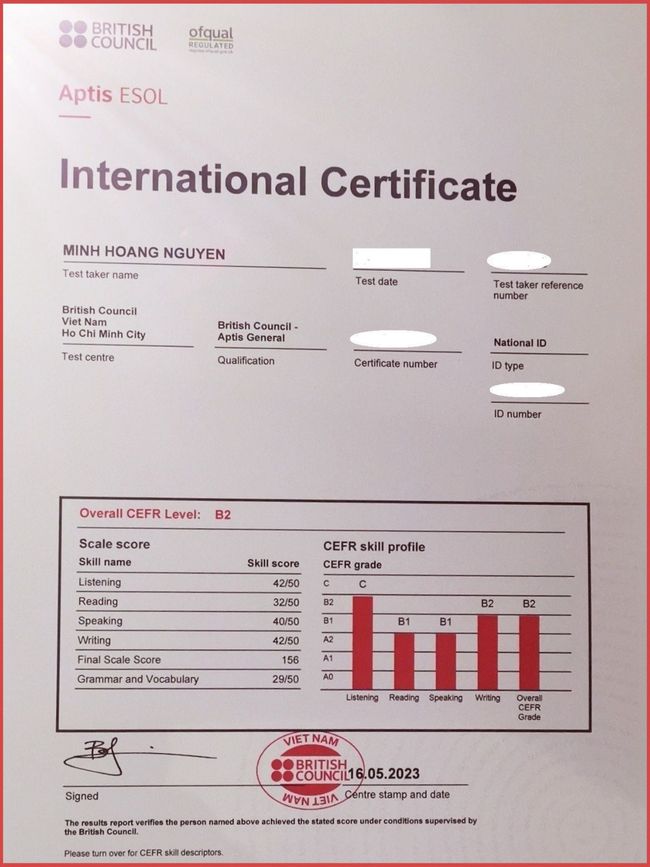 BRITISH
COUNCIL
ofqual
REGULATED
Aptis ESOL
International Certificate
MINH HOANG NGUYEN
Test taker name
Test date
Test taker reference
number
British Council
Viet Nam
Ho Chi Minh City
Test centre
British Council -
Aptis General
Qualification
Certificate number
National ID
ID type
ID number
Overall CEFR Level: B2
Scale score
Skill name Skill score
Listening 42/50
Reading 32/50
Speaking 40/50
Writing 42/50
Final Scale Score 156
Grammar and Vocabulary 29/50
CEFR skill profile
CEFR grade
C
B2
B1
A2
A1
A0
C B1 B1 B2 B2
Listening Reading Speaking Writing Overall
CEFR
Grade
Signed
VIET NAM
BRITISH
COUNCIL
VIET NAM
16.05.2023
Centre stamp and date
The results report verifies the person named above achieved the stated score under conditions supervised by
the British Council.
Please turn over for CEFR skill descriptors.